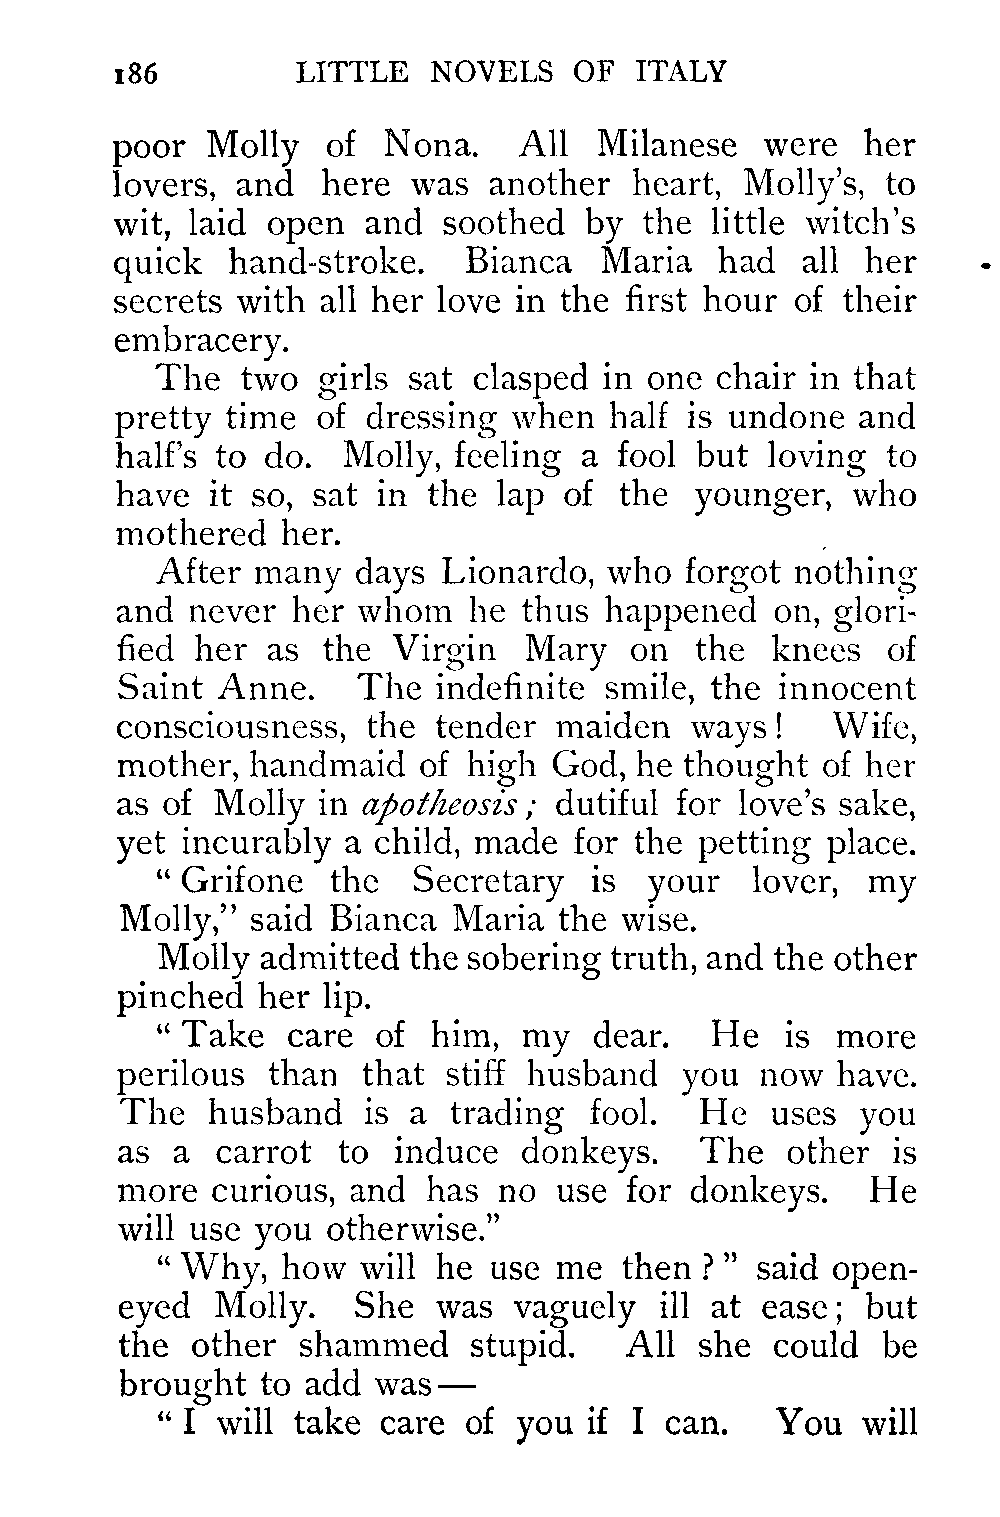 186 LITTLE NOVELS OF ITALY
poor Molly of Nona. All Milanese were her
lovers, and here was another heart, Molly's, to
wit, laid open and soothed by the little witch's
quick hand-stroke. Bianca Maria had all her
secrets with all her love in the first hour of their
embracery.
The two girls sat clasped in one chair in that
pretty time of dressing when half is undone and
half's to do. Molly, feeling a fool but loving to
have it so, sat in the lap of the younger, who
mothered her.
After many days Lionardo, who forgot nothing
and never her whom he thus happened on, glori-
fied her as the Virgin Mary on the knees of
Saint Anne. The indefinite smile, the innocent
consciousness, the tender maiden ways! Wife,
mother, handmaid of high God, he thought of her
as of Molly in apotheosis; dutiful for love's sake,
yet incurably a child, made for the petting place.
"Grifone the Secretary is your lover, my
Molly," said Bianca Maria the wise.
Molly admitted the sobering truth, and the other
pinched her lip.
"Take care of him, my dear. He is more
perilous than that stiff husband you now have.
The husband is a trading fool. He uses you
as a carrot to induce donkeys. The other is
more curious, and has no use for donkeys. He
will use you otherwise."
"Why, how will he use me then?" said open-
eyed Molly. She was vaguely ill at ease; but
the other shammed stupid. All she could be
brought to add was—
"I will take care of you if I can. You will